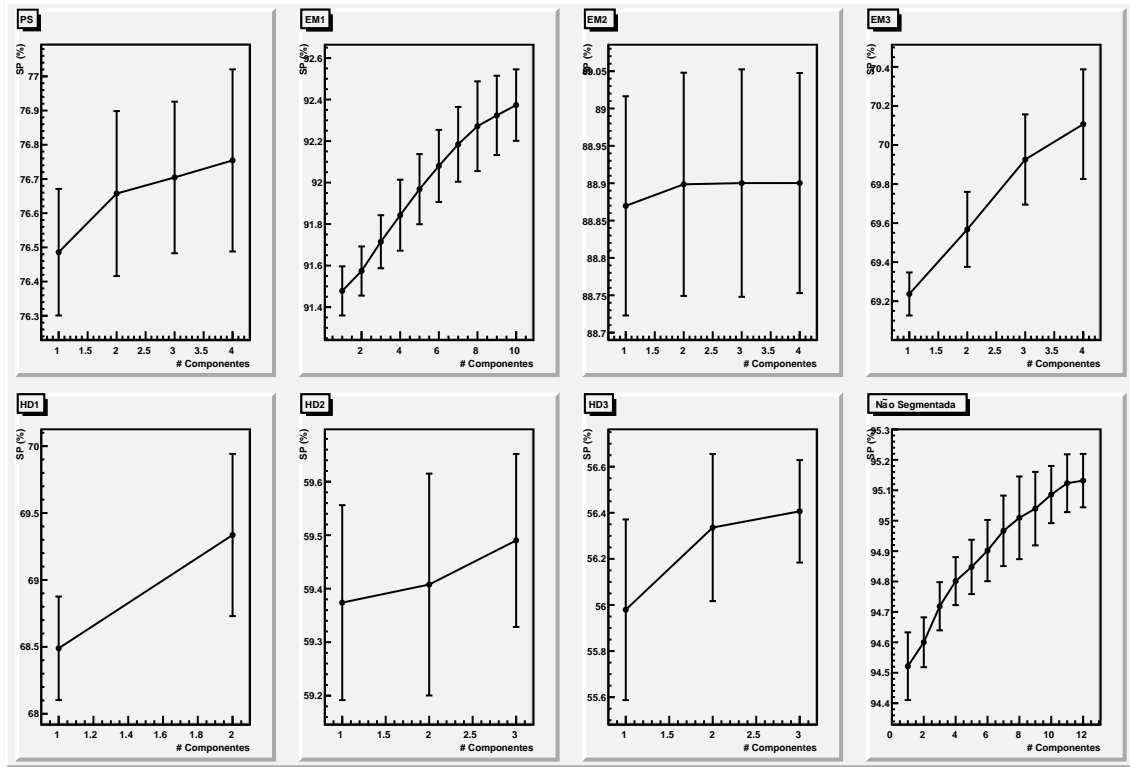 PS
SP (%)
77
76.9
76.8
76.7
76.6
76.5
76.4
76.3
1 1.5 2 2.5 3 3.5 4
# Componentes
EM1
SP (%)
92.6
92.4
92.2
92
91.8
91.6
91.4
2 4 6 8 10
# Componentes
EM2
SP (%)
89.05
89
88.95
88.9
88.85
88.8
88.75
88.7
1 1.5 2 2.5 3 3.5 4
# Componentes
EM3
SP (%)
70.4
70.2
70
69.8
69.6
69.4
69.2
1 1.5 2 2.5 3 3.5 4
# Componentes
HD1
SP (%)
70
69.5
69
68.5
68
1 1.2 1.4 1.6 1.8 2
# Componentes
HD2
SP (%)
59.6
59.5
59.4
59.3
59.2
1 1.5 2 2.5 3
# Componentes
HD3
SP (%)
56.6
56.4
56.2
56
55.8
55.6
1 1.5 2 2.5 3
# Componentes
Não Segmentada
SP (%)
95.3
95.2
95.1
95
94.9
94.8
94.7
94.6
94.5
94.4
0 2 4 6 8 10 12
# Componentes